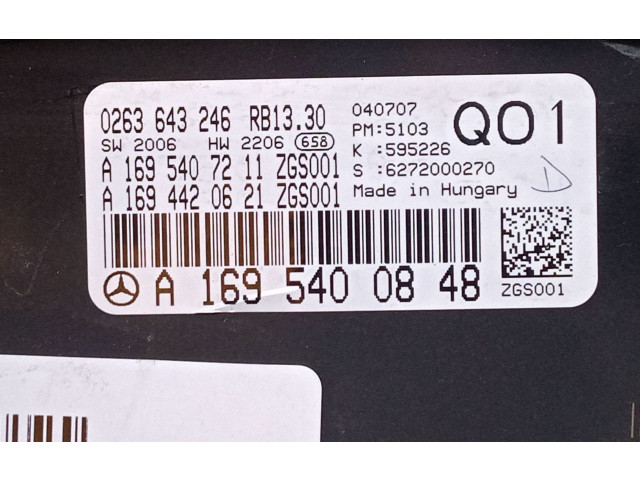 0263 643 246 RB13.30
SW 2006 HW 2206 658
A 169 540 72 11 ZGS001
A 169 442 06 21 ZGS001
040707
PM:5103
K :595226
S :6272000270
Made in Hungary
Q01
D
A 169 540 08 48
ZGS001